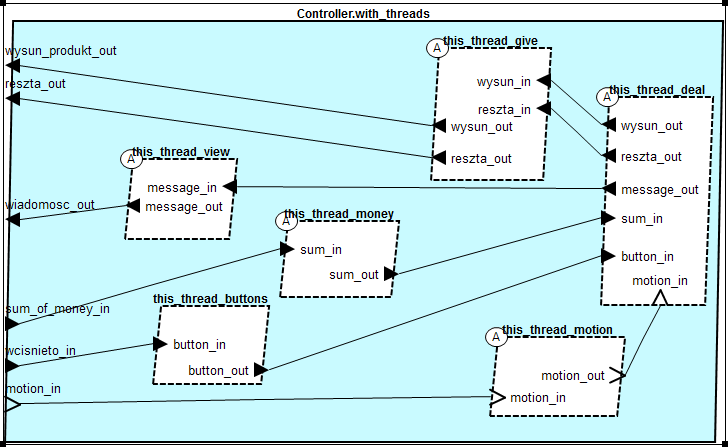 Controller.with_threads
wysun_produkt_out
reszta_out
wiadomosc_out
sum_of_money_in
wcisnieto_in
motion_in
A
this_thread_give
wysun_in
reszta_in
wysun_out
reszta_out
A
this_thread_deal
wysun_out
reszta_out
message_out
sum_in
button_in
motion_in
A
this_thread_view
message_in
message_out
A
this_thread_money
sum_in
sum_out
this_thread_buttons
button_in
button_out
A
this_thread_motion
motion_out
motion_in